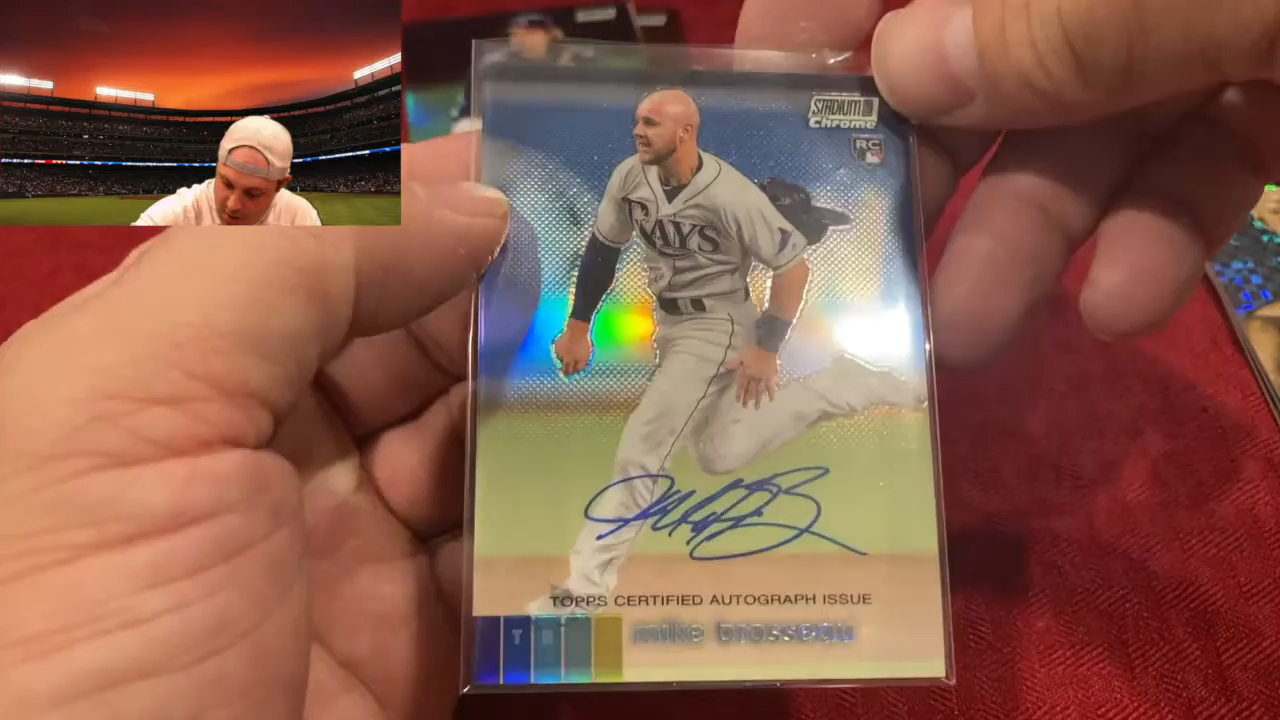 STADIUM
Chrome
RC
RAYS
TOPPS CERTIFIED AUTOGRAPH ISSUE
mike brosseau